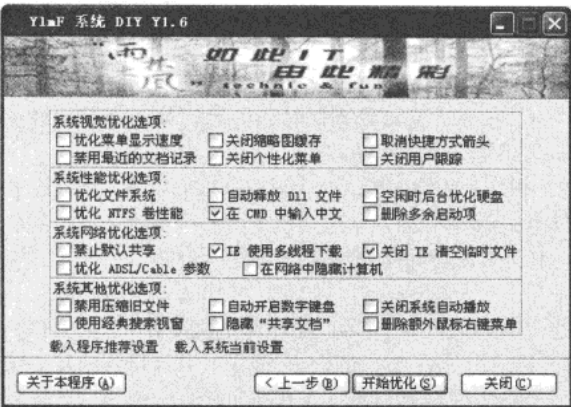 YlmF 系统 DIY Y1.6
雨林木风
如此 IT
由此精彩
technic & fun
系统视觉优化选项:
优化菜单显示速度 关闭缩略图缓存 取消快捷方式箭头
禁用最近的文档记录 关闭个性化菜单 关闭用户跟踪
系统性能优化选项:
优化文件系统 自动释放 Dll 文件 空闲时后台优化硬盘
优化 NTFS 卷性能 在 CMD 中输入中文 删除多余启动项
系统网络优化选项:
禁止默认共享 IE 使用多线程下载 关闭 IE 清空临时文件
优化 ADSL/Cable 参数 在网络中隐藏计算机
系统其他优化选项:
禁用压缩旧文件 自动开启数字键盘 关闭系统自动播放
使用经典搜索视窗 隐藏“共享文档” 删除额外鼠标右键菜单
载入程序推荐设置 载入系统当前设置
关于本程序(A) <上一步(B) 开始优化(S) 关闭(C)